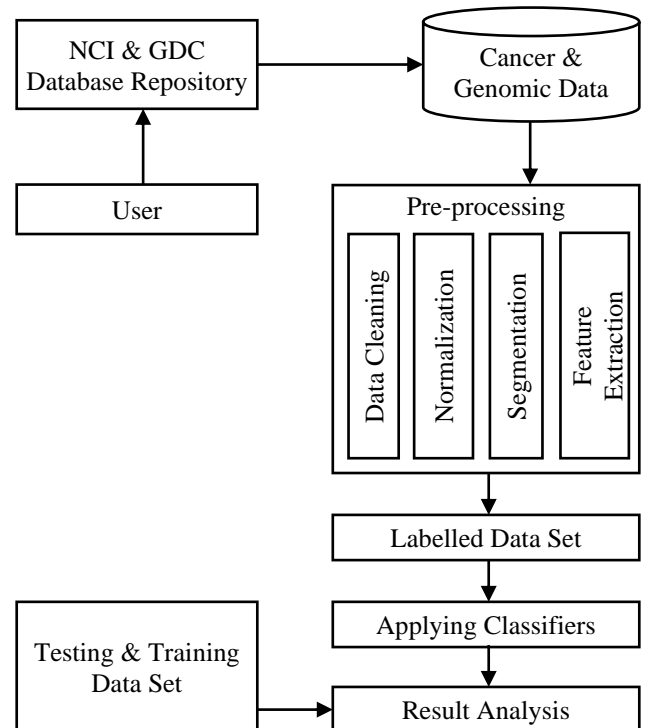 NCI & GDC
Database Repository
Cancer &
Genomic Data
User
Pre-processing
Data Cleaning
Normalization
Segmentation
Feature
Extraction
Labelled Data Set
Applying Classifiers
Testing & Training
Data Set
Result Analysis